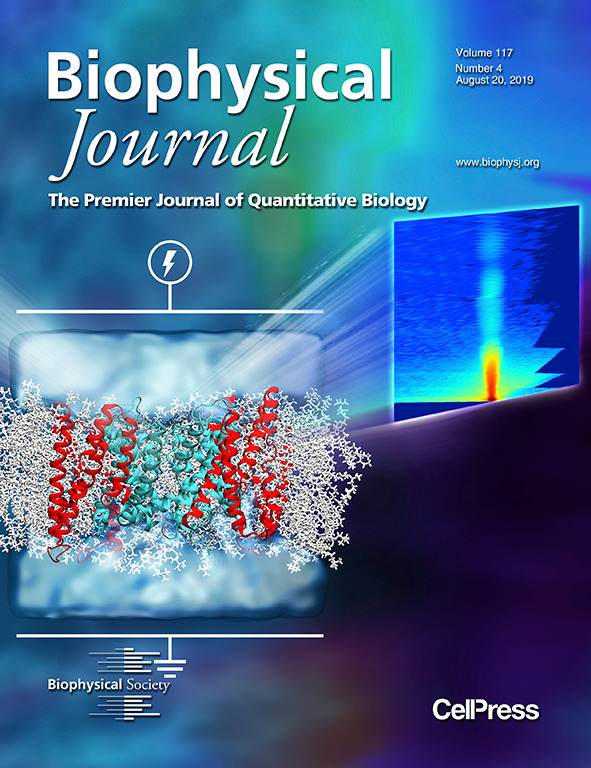 Biophysical
Journal
The Premier Journal of Quantitative Biology
Volume 117
Number 4
August 20, 2019
www.biophysj.org
Biophysical Society
CellPress